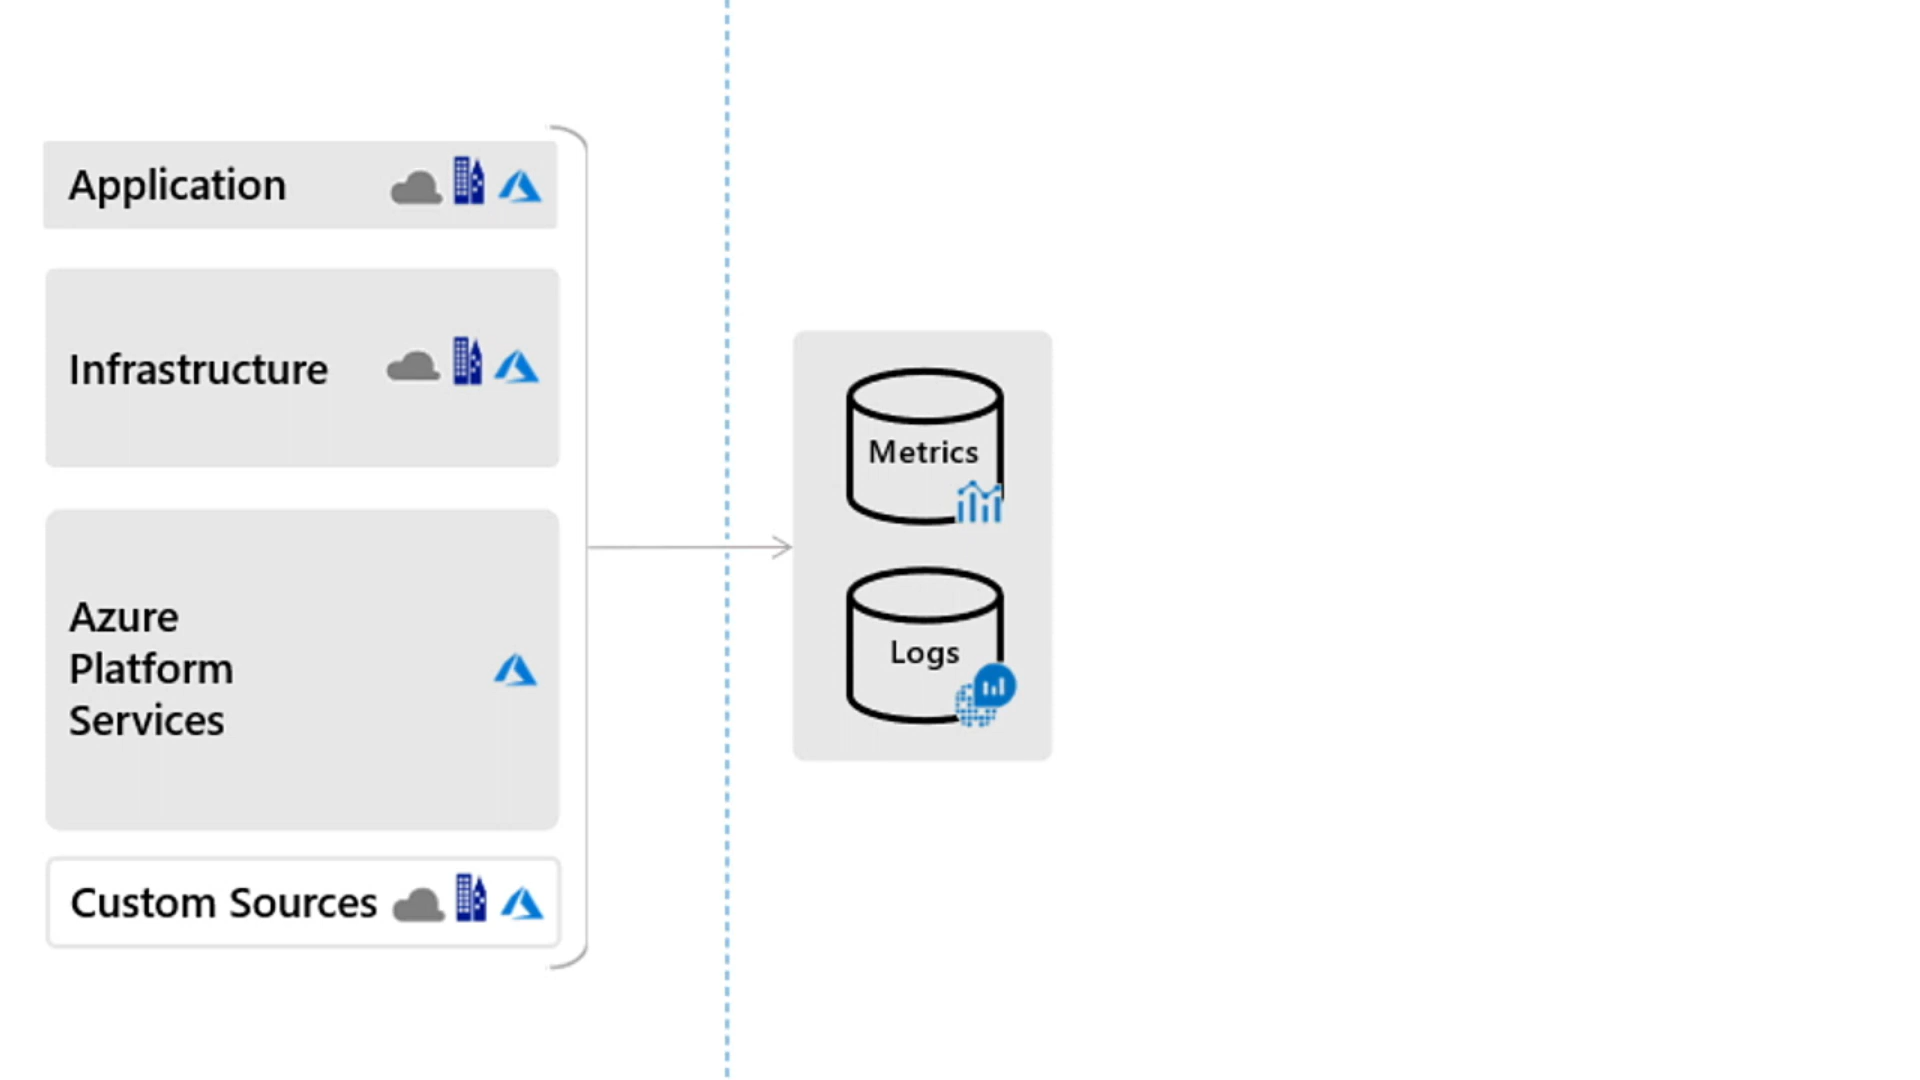 Application
Infrastructure
Azure
Platform
Services
Custom Sources
Metrics
Logs